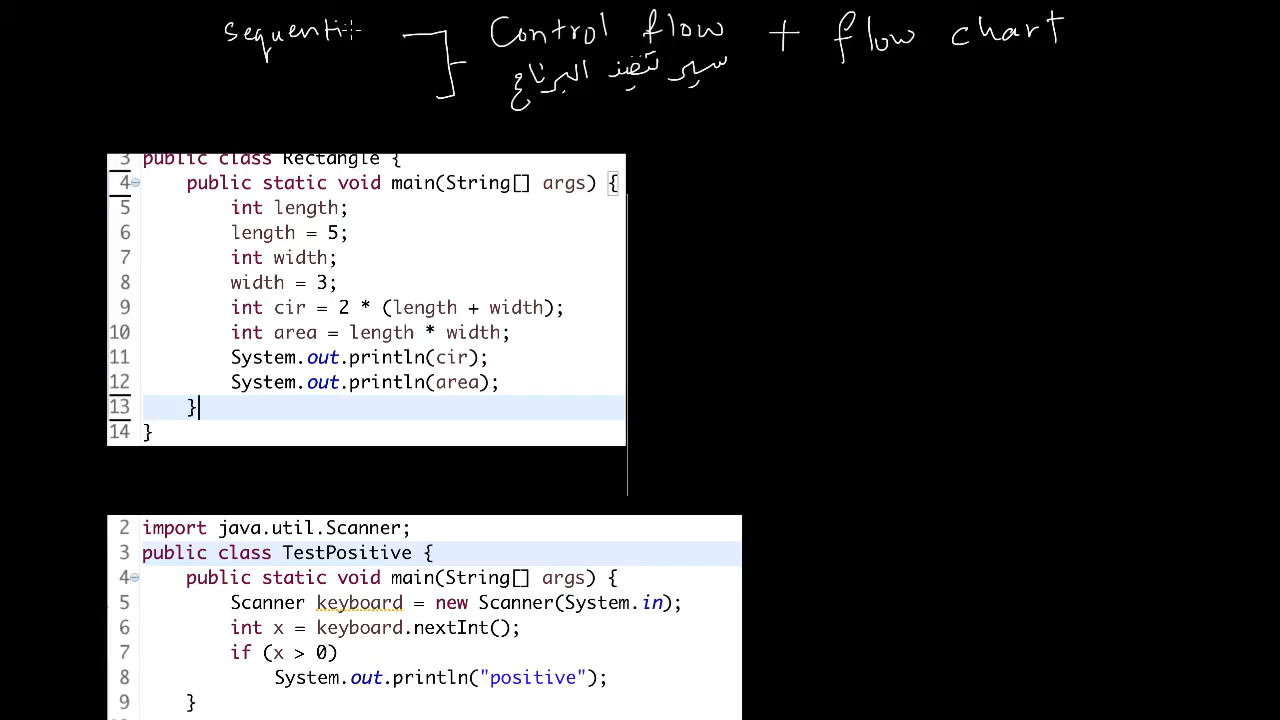 sequenti Control flow + flow chart
سير تنفيذ البرنامج
3 public class Rectangle {
4 public static void main(String[] args) {
5 int length;
6 length = 5;
7 int width;
8 width = 3;
9 int cir = 2 * (length + width);
10 int area = length * width;
11 System.out.println(cir);
12 System.out.println(area);
13 }
14 }
2 import java.util.Scanner;
3 public class TestPositive {
4 public static void main(String[] args) {
5 Scanner keyboard = new Scanner(System.in);
6 int x = keyboard.nextInt();
7 if (x > 0)
8 System.out.println("positive");
9 }